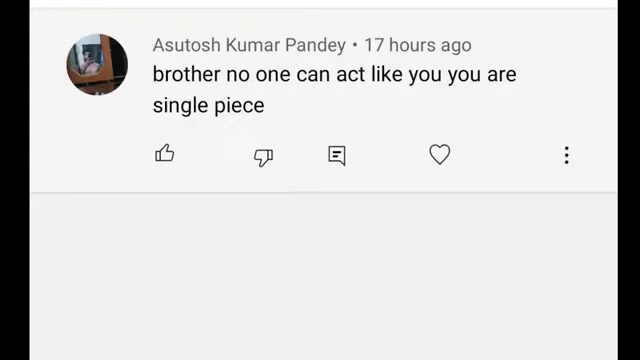 Asutosh Kumar Pandey • 17 hours ago
brother no one can act like you you are
single piece